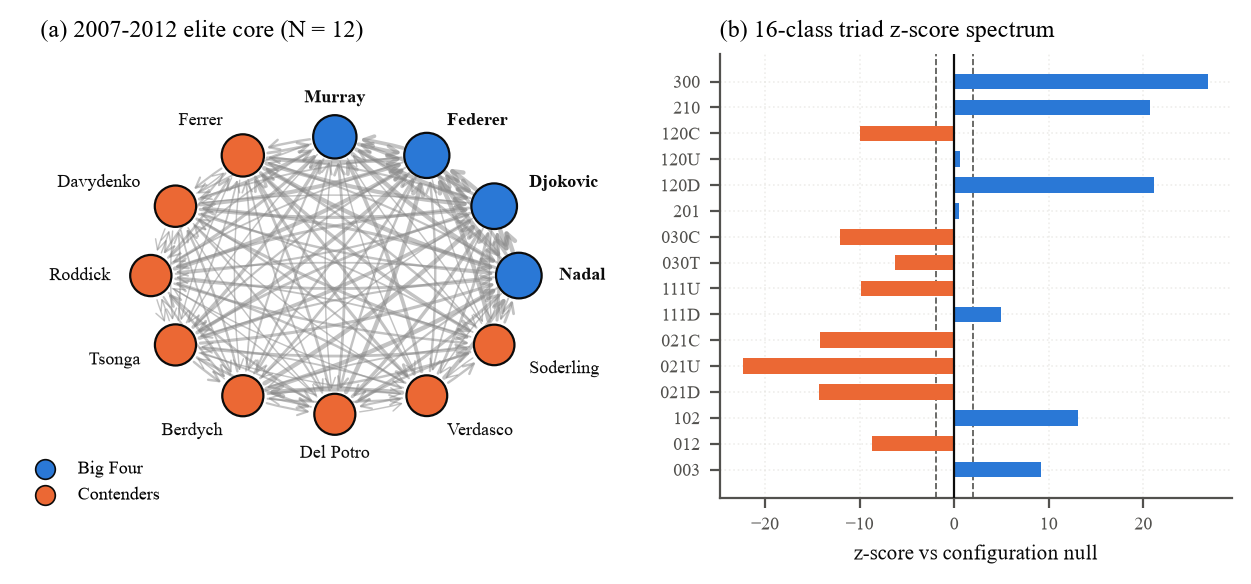 (a) 2007-2012 elite core (N = 12)
Murray
Ferrer
Federer
Davydenko
Djokovic
Roddick
Nadal
Tsonga
Soderling
Berdych
Verdasco
Del Potro
Big Four
Contenders
(b) 16-class triad z-score spectrum
300
210
120C
120U
120D
201
030C
030T
111U
111D
021C
021U
021D
102
012
003
−20
−10
0
10
20
z-score vs configuration null